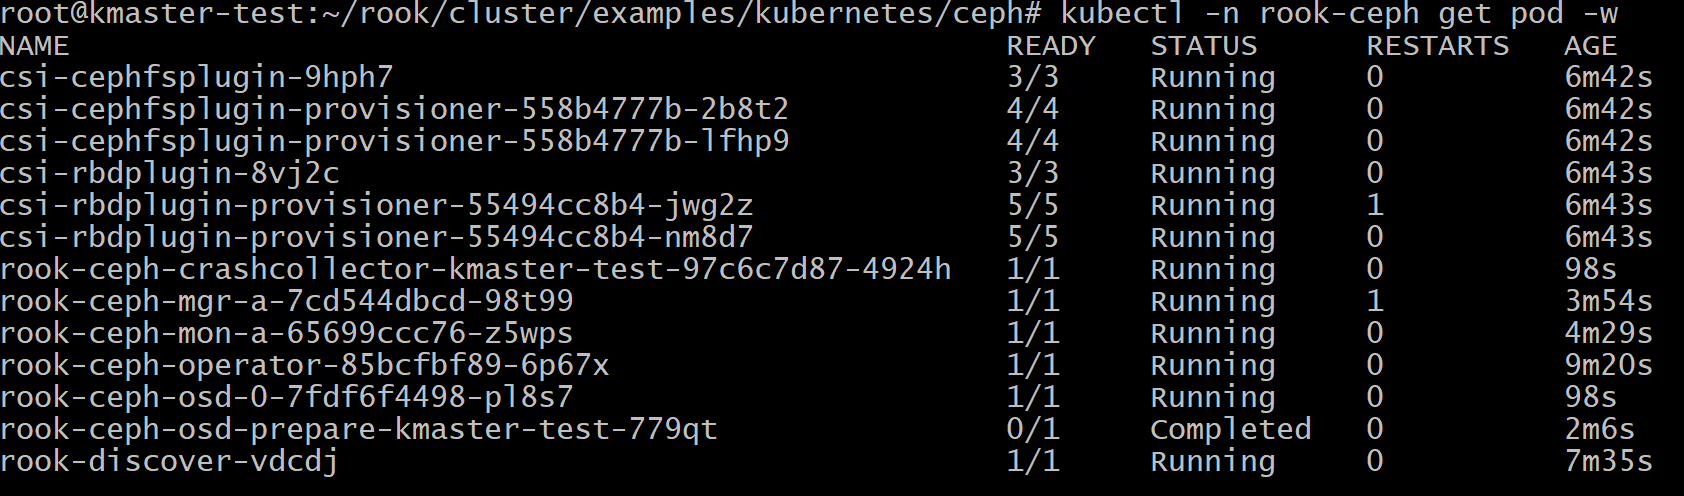 root@kmaster-test:~/rook/cluster/examples/kubernetes/ceph# kubectl -n rook-ceph get pod -w
NAME READY STATUS RESTARTS AGE
csi-cephfsplugin-9hph7 3/3 Running 0 6m42s
csi-cephfsplugin-provisioner-558b4777b-2b8t2 4/4 Running 0 6m42s
csi-cephfsplugin-provisioner-558b4777b-lfhp9 4/4 Running 0 6m42s
csi-rbdplugin-8vj2c 3/3 Running 0 6m43s
csi-rbdplugin-provisioner-55494cc8b4-jwg2z 5/5 Running 1 6m43s
csi-rbdplugin-provisioner-55494cc8b4-nm8d7 5/5 Running 0 6m43s
rook-ceph-crashcollector-kmaster-test-97c6c7d87-4924h 1/1 Running 0 98s
rook-ceph-mgr-a-7cd544dbcd-98t99 1/1 Running 1 3m54s
rook-ceph-mon-a-65699ccc76-z5wps 1/1 Running 0 4m29s
rook-ceph-operator-85bcfbf89-6p67x 1/1 Running 0 9m20s
rook-ceph-osd-0-7fdf6f4498-pl8s7 1/1 Running 0 98s
rook-ceph-osd-prepare-kmaster-test-779qt 0/1 Completed 0 2m6s
rook-discover-vdcdj 1/1 Running 0 7m35s